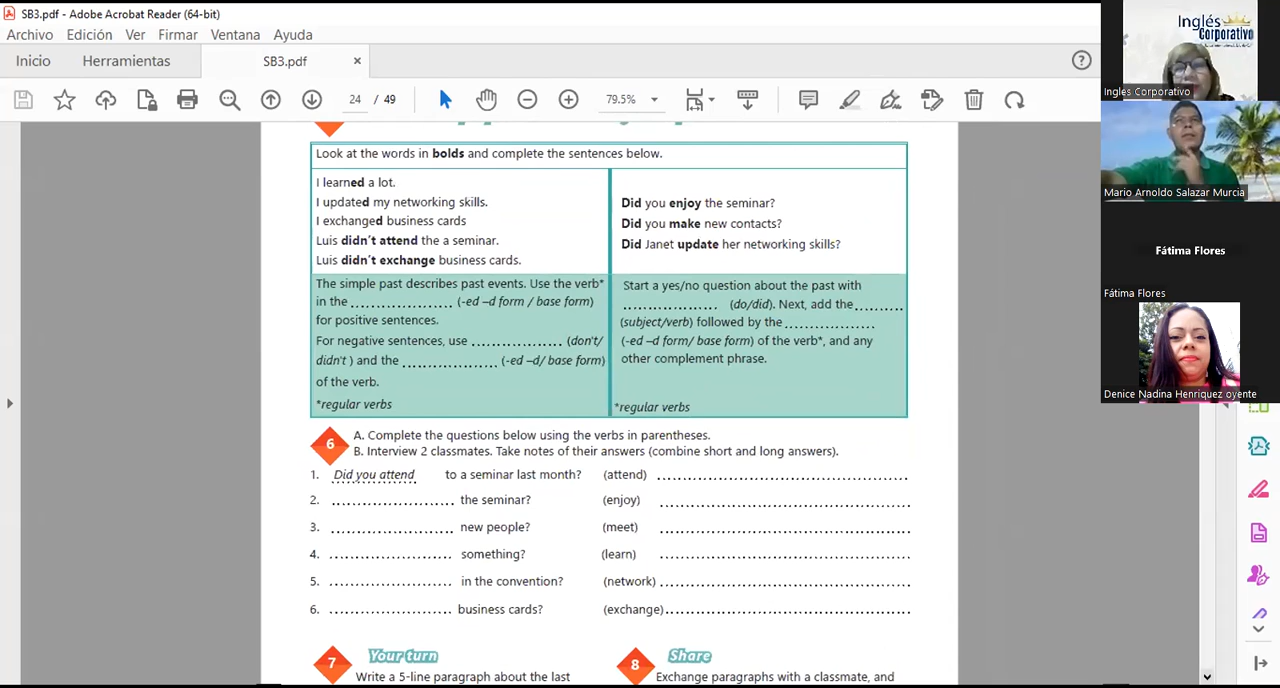 SB3.pdf - Adobe Acrobat Reader (64-bit)
Archivo Edición Ver Firmar Ventana Ayuda
Inicio Herramientas SB3.pdf ×
24 / 49 79.5%
Look at the words in bolds and complete the sentences below.
I learned a lot.
I updated my networking skills.
I exchanged business cards
Luis didn't attend the a seminar.
Luis didn't exchange business cards.
Did you enjoy the seminar?
Did you make new contacts?
Did Janet update her networking skills?
The simple past describes past events. Use the verb*
in the .................... (-ed –d form / base form)
for positive sentences.
For negative sentences, use .................. (don't/
didn't ) and the ................... (-ed –d/ base form)
of the verb.
*regular verbs
Start a yes/no question about the past with
................... (do/did). Next, add the..........
(subject/verb) followed by the ..................
(-ed –d form/ base form) of the verb*, and any
other complement phrase.
*regular verbs
6
A. Complete the questions below using the verbs in parentheses.
B. Interview 2 classmates. Take notes of their answers (combine short and long answers).
1. Did you attend to a seminar last month? (attend) ..................................................
2. ......................... the seminar? (enjoy) ..................................................
3. ......................... new people? (meet) ..................................................
4. ......................... something? (learn) ..................................................
5. ......................... in the convention? (network) ..................................................
6. ......................... business cards? (exchange) ..................................................
7 Your turn
Write a 5-line paragraph about the last
8 Share
Exchange paragraphs with a classmate, and
Inglés
Corporativo
Inglés Corporativo
Mario Arnoldo Salazar Murcia
Fátima Flores
Fátima Flores
Denice Nadina Henriquez oyente